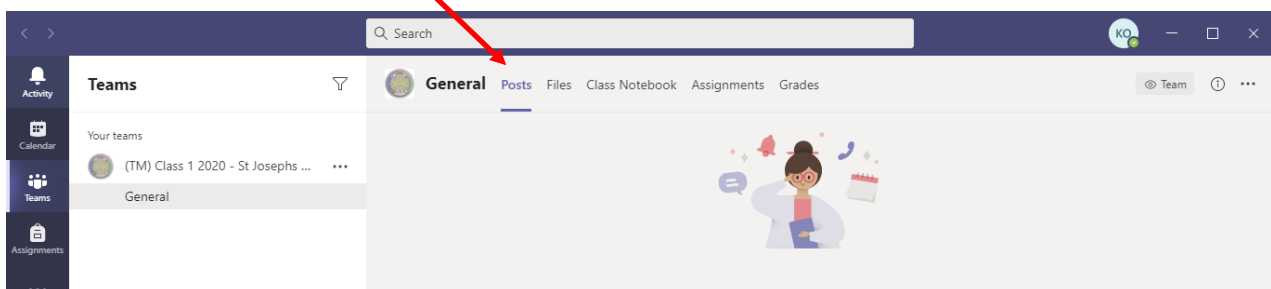 Search
KO
Activity
Teams
General Posts Files Class Notebook Assignments Grades
Team
Calendar
Your teams
(TM) Class 1 2020 - St Josephs ...
Teams
General
Assignments